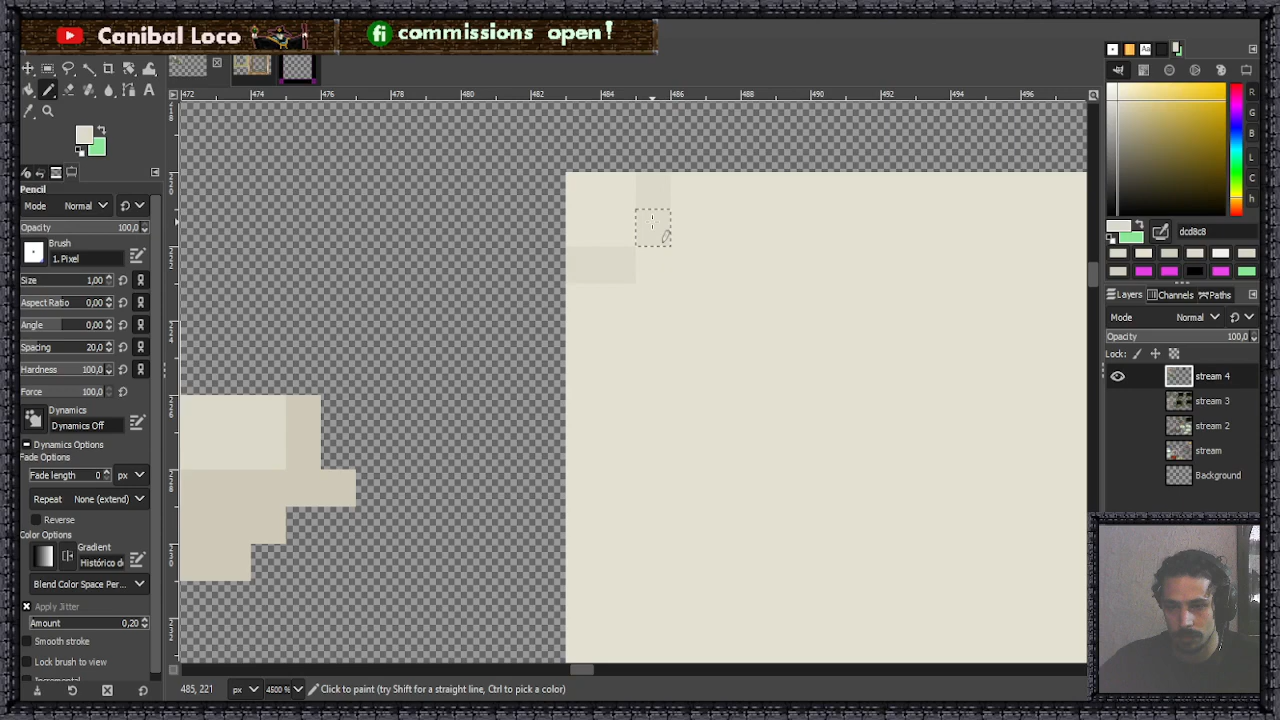 Canibal Loco
fi commissions open!
472 474 476 478 480 482 484 486 488 490 492 494 496
Pencil
Mode Normal
Opacity 100,0
Brush
1. Pixel
Size 1,00
Aspect Ratio 0,00
Angle 0,00
Spacing 20,0
Hardness 100,0
Force 100,0
Dynamics
Dynamics Off
Dynamics Options
Fade Options
Fade length 0 px
Repeat None (extend)
Reverse
Color Options
Gradient
Histórico d
Blend Color Space Per...
Apply Jitter
Amount 0,20
Smooth stroke
Lock brush to view
Incremental
485, 221 px 4500 % Click to paint (try Shift for a straight line, Ctrl to pick a color)
Aa
R
G
B
L
C
h
dcd8c8
Layers Channels Paths
Mode Normal
Opacity 100,0
Lock:
stream 4
stream 3
stream 2
stream
Background